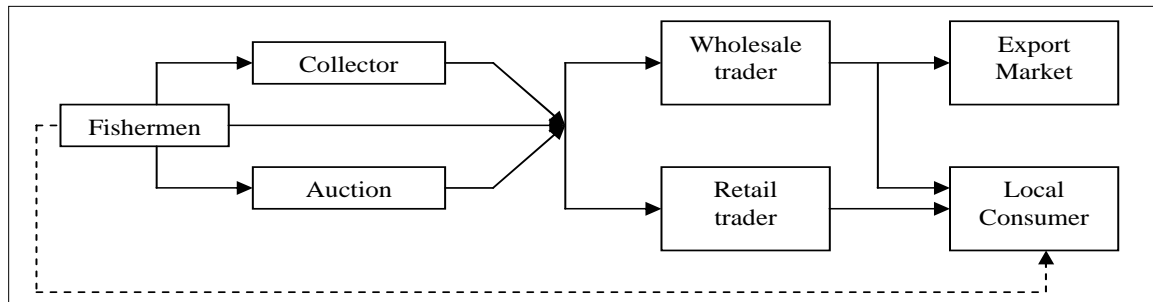 Collector
Fishermen
Auction
Wholesale
trader
Retail
trader
Export
Market
Local
Consumer